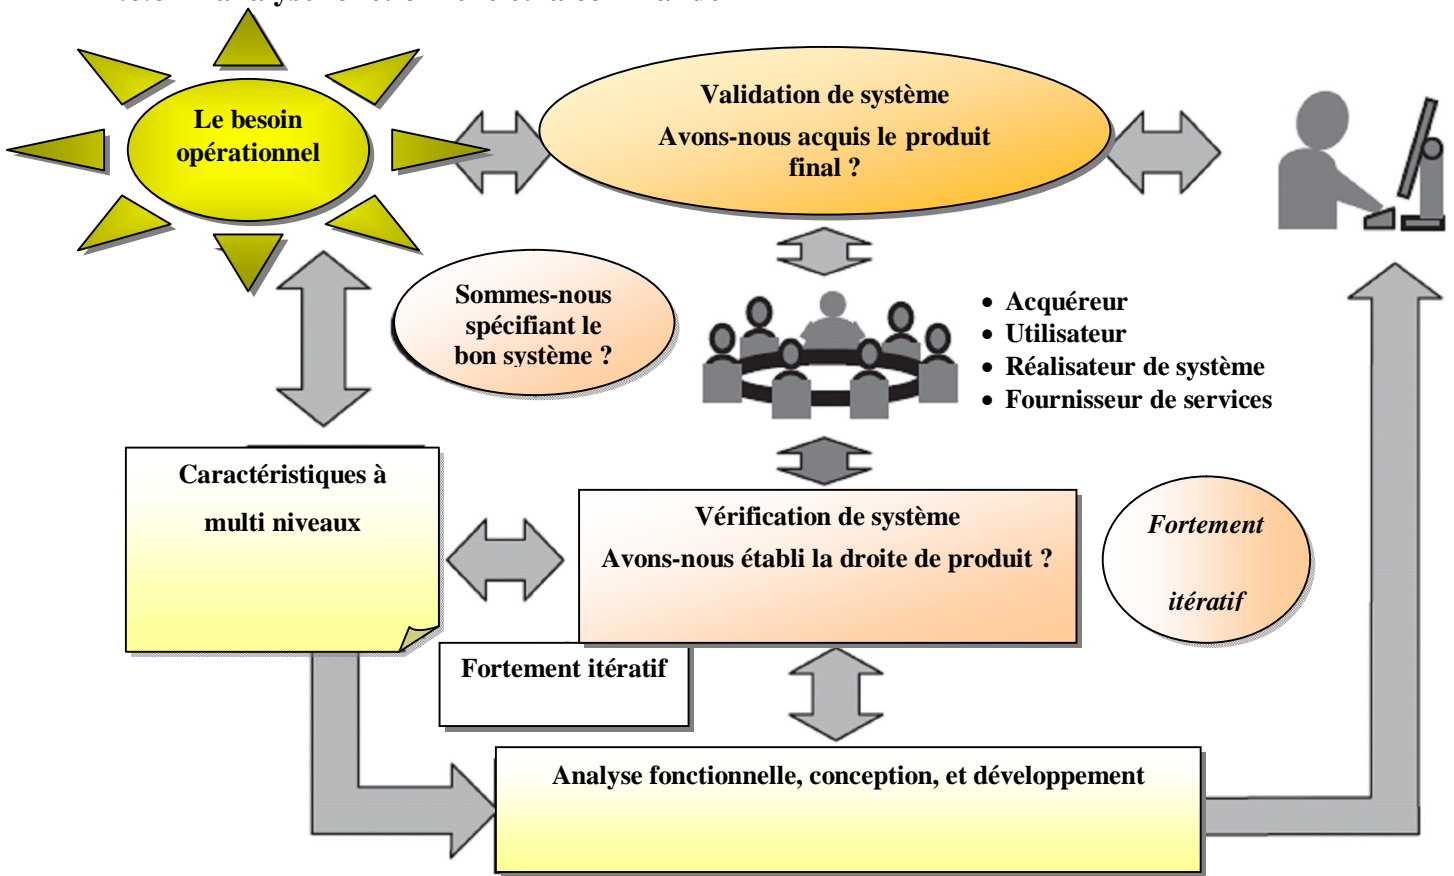 Le besoin
opérationnel
Validation de système
Avons-nous acquis le produit
final ?
Sommes-nous
spécifiant le
bon système ?
• Acquéreur
• Utilisateur
• Réalisateur de système
• Fournisseur de services
Caractéristiques à
multi niveaux
Vérification de système
Avons-nous établi la droite de produit ?
Fortement
itératif
Fortement itératif
Analyse fonctionnelle, conception, et développement